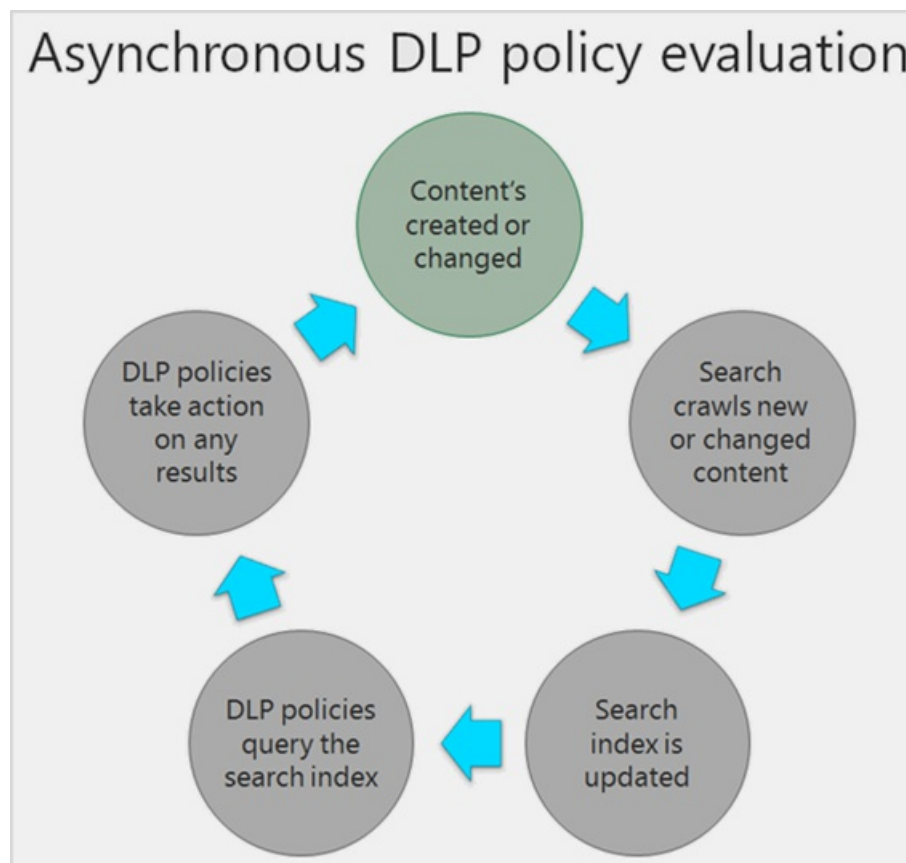 Asynchronous DLP policy evaluation
Content's
created or
changed
Search
crawls new
or changed
content
Search
index is
updated
DLP policies
query the
search index
DLP policies
take action
on any
results